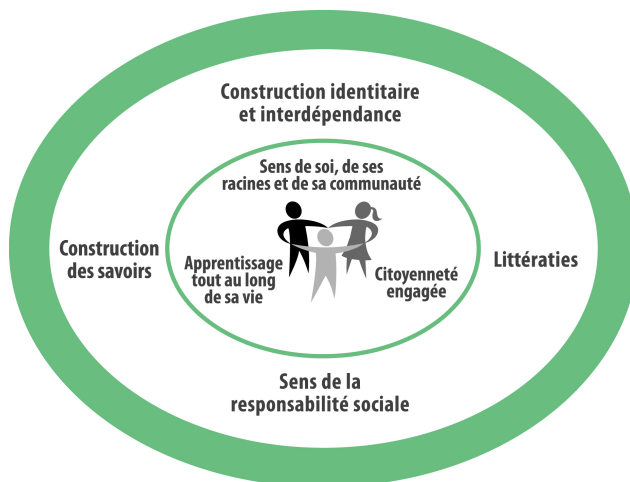 Construction identitaire
et interdépendance
Sens de soi, de ses
racines et de sa communauté
Construction
des savoirs
Apprentissage
tout au long
de sa vie
Citoyenneté
engagée
Littératies
Sens de la
responsabilité sociale